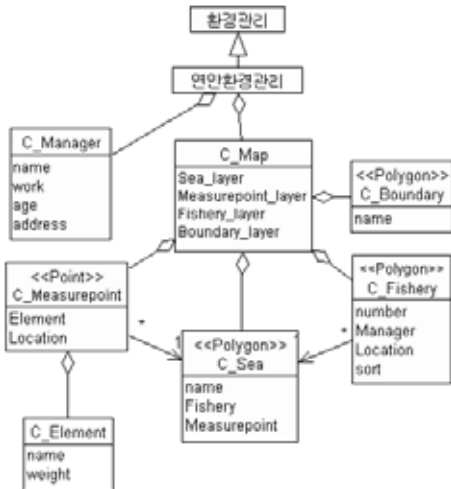 환경관리
연안환경관리
C_Manager
name
work
age
address
C_Map
Sea_layer
Measurepoint_layer
Fishery_layer
Boundary_layer
<<Polygon>>
C_Boundary
name
<<Point>>
C_Measurepoint
Element
Location
<<Polygon>>
C_Fishery
number
Manager
Location
sort
*
1
*
<<Polygon>>
C_Sea
name
Fishery
Measurepoint
C_Element
name
weight